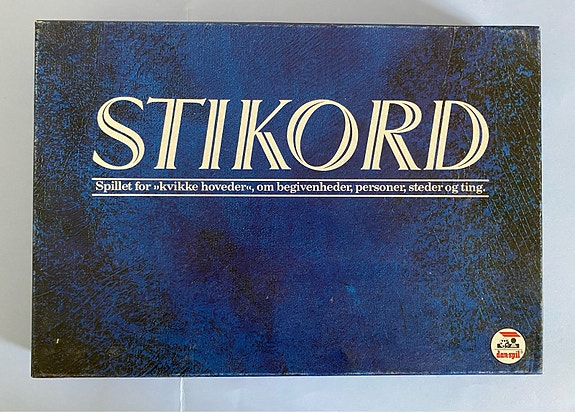 STIKORD
Spillet for »kvikke hoveder«, om begivenheder, personer, steder og ting.
danspil